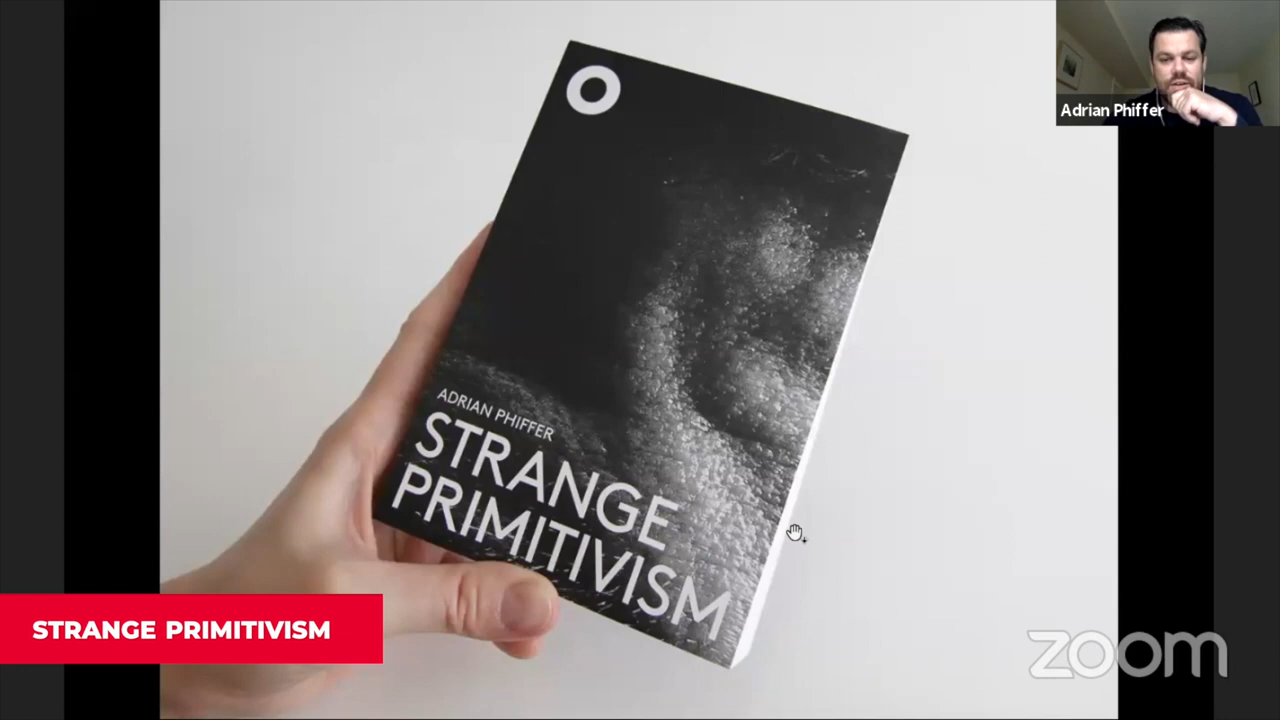 Adrian Phiffer
ADRIAN PHIFFER
STRANGE
PRIMITIVISM
STRANGE PRIMITIVISM
zoom